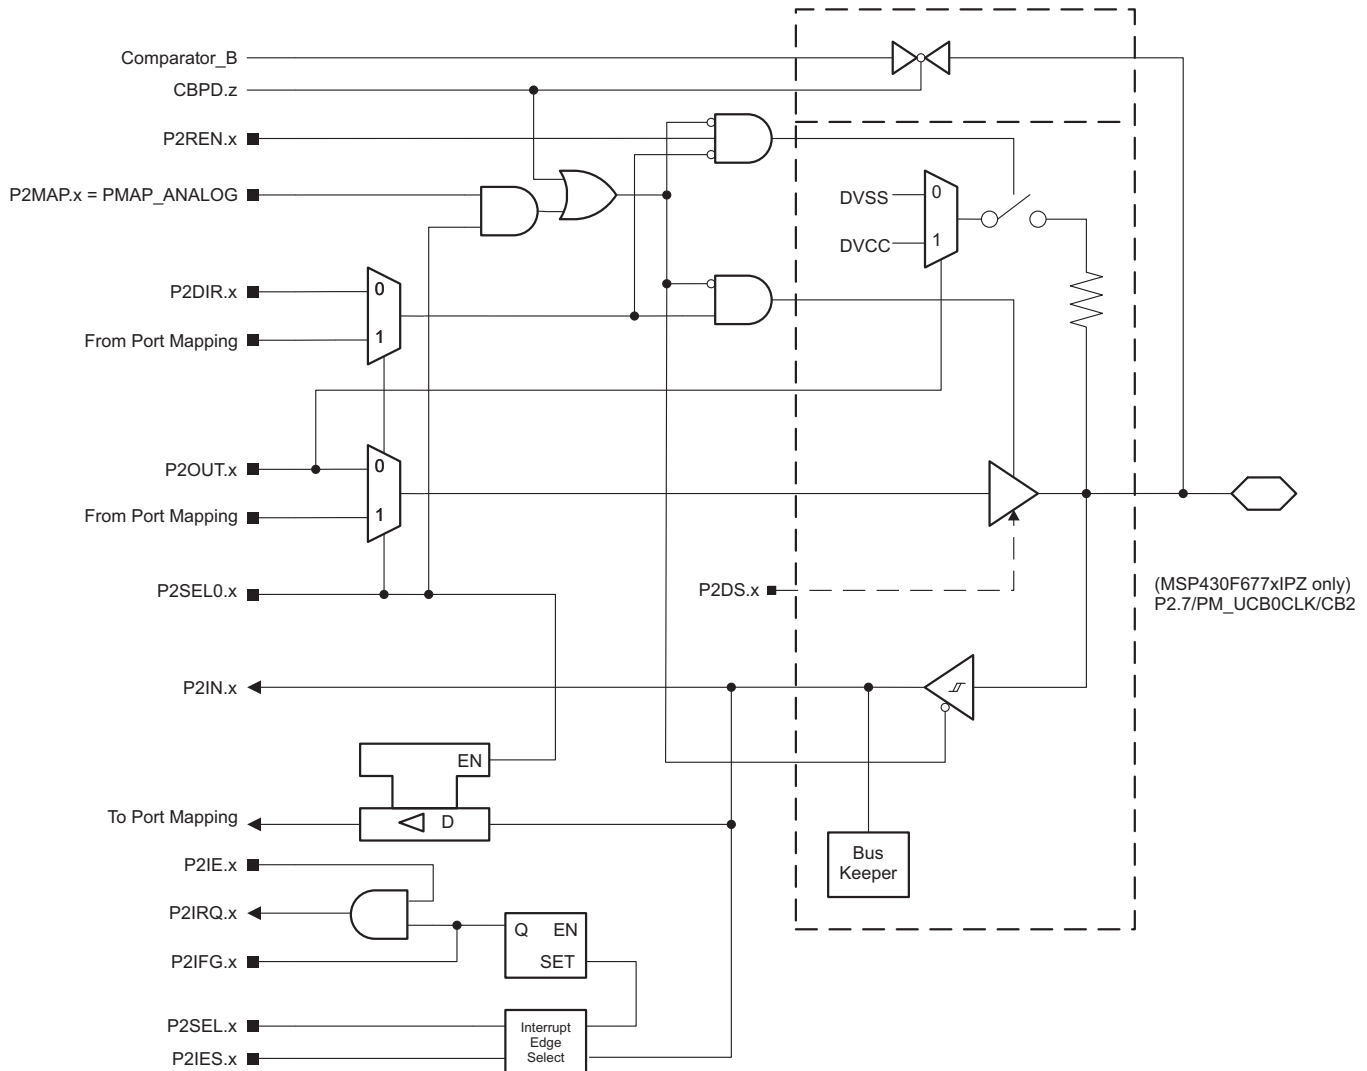 Comparator_B
CBPD.z
P2REN.x
P2MAP.x = PMAP_ANALOG
DVSS
0
DVCC
1
P2DIR.x
0
From Port Mapping
1
P2OUT.x
0
From Port Mapping
1
P2SEL0.x
P2DS.x
(MSP430F677xIPZ only)
P2.7/PM_UCB0CLK/CB2
P2IN.x
EN
To Port Mapping
D
Bus
Keeper
P2IE.x
P2IRQ.x
Q EN
SET
P2IFG.x
P2SEL.x
Interrupt
Edge
Select
P2IES.x